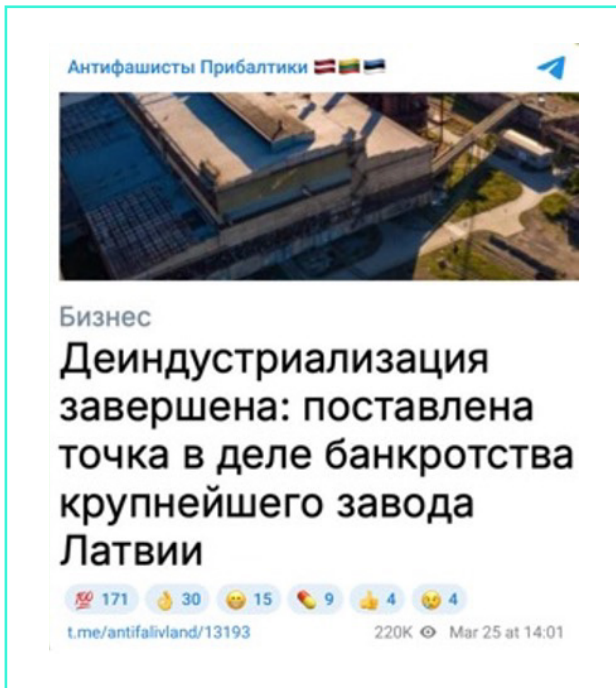 Антифашисты Прибалтики 🇱🇻🇱🇹🇪🇪
Бизнес
Деиндустриализация
завершена: поставлена
точка в деле банкротства
крупнейшего завода
Латвии
💯 171 👌 30 😁 15 💊 9 👍 4 😢 4
t.me/antifalivland/13193 220K Mar 25 at 14:01